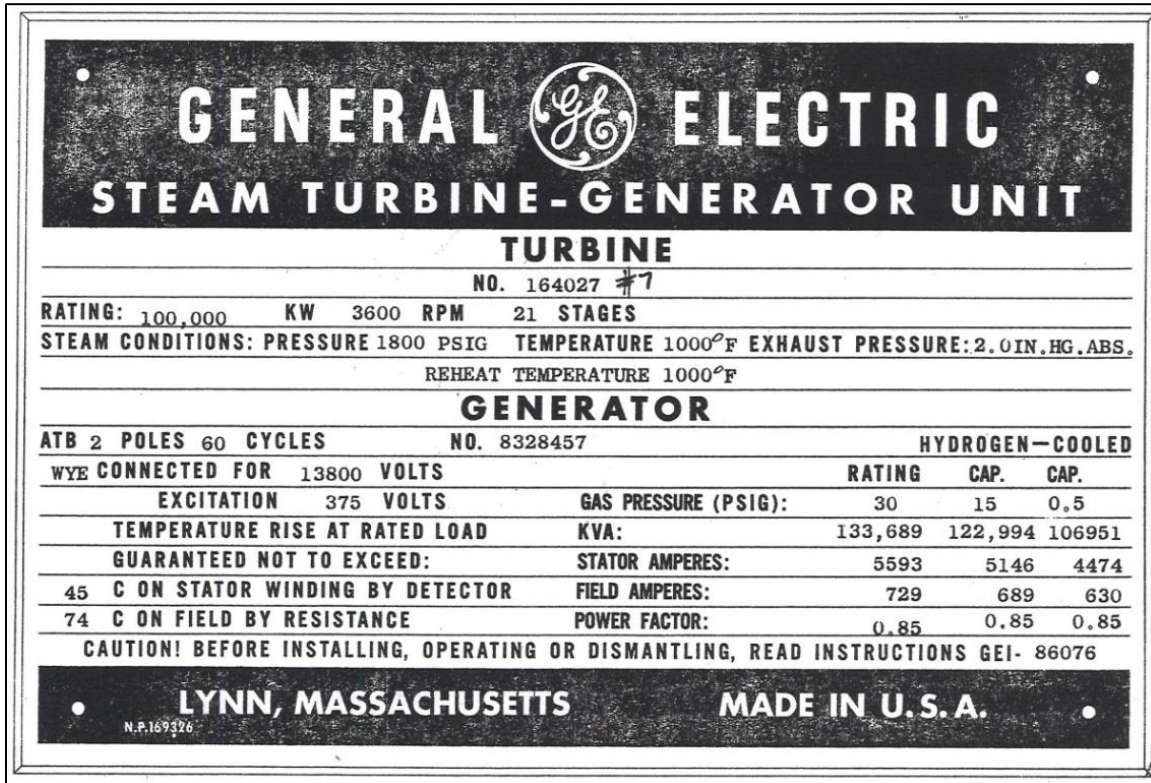 GENERAL GE ELECTRIC
STEAM TURBINE-GENERATOR UNIT
TURBINE
NO. 164027 #7
RATING: 100,000 KW 3600 RPM 21 STAGES
STEAM CONDITIONS: PRESSURE 1800 PSIG TEMPERATURE 1000°F EXHAUST PRESSURE: 2.0 IN.HG.ABS.
REHEAT TEMPERATURE 1000°F
GENERATOR
ATB 2 POLES 60 CYCLES NO. 8328457 HYDROGEN-COOLED
WYE CONNECTED FOR 13800 VOLTS RATING CAP. CAP.
EXCITATION 375 VOLTS GAS PRESSURE (PSIG): 30 15 0.5
TEMPERATURE RISE AT RATED LOAD KVA: 133,689 122,994 106951
GUARANTEED NOT TO EXCEED: STATOR AMPERES: 5593 5146 4474
45 C ON STATOR WINDING BY DETECTOR FIELD AMPERES: 729 689 630
74 C ON FIELD BY RESISTANCE POWER FACTOR: 0.85 0.85 0.85
CAUTION! BEFORE INSTALLING, OPERATING OR DISMANTLING, READ INSTRUCTIONS GEI- 86076
LYNN, MASSACHUSETTS MADE IN U.S.A.
N.P.169326